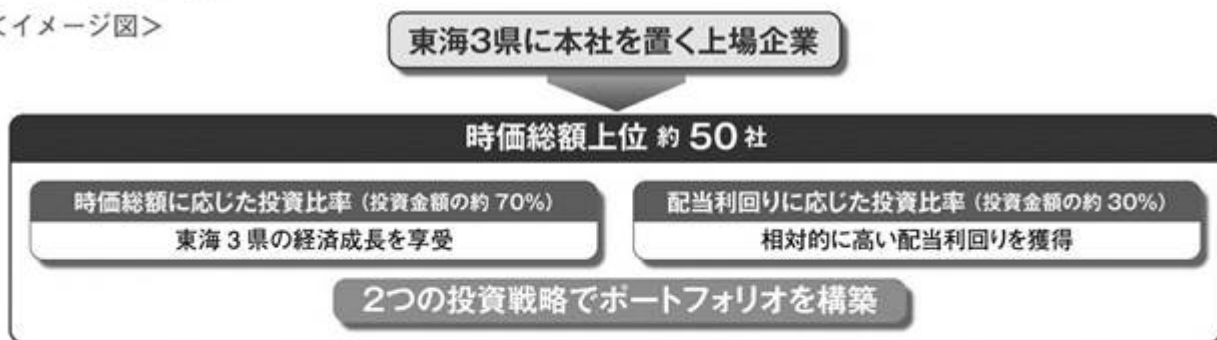 <イメージ図>
東海3県に本社を置く上場企業
時価総額上位 約 50 社
時価総額に応じた投資比率（投資金額の約 70%）
東海 3 県の経済成長を享受
配当利回りに応じた投資比率（投資金額の約 30%）
相対的に高い配当利回りを獲得
2つの投資戦略でポートフォリオを構築